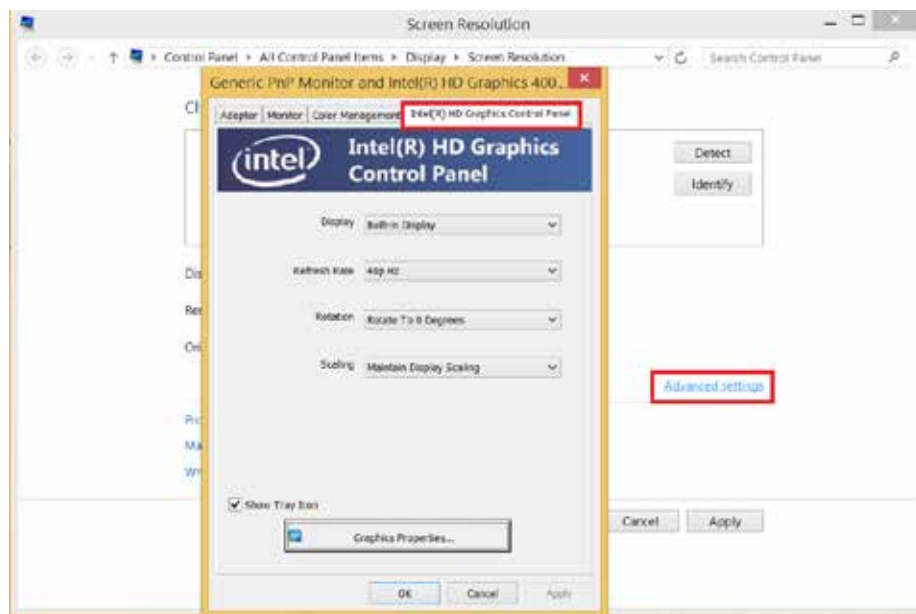 Screen Resolution
Control Panel ▸ All Control Panel Items ▸ Display ▸ Screen Resolution
Search Control Panel
Generic PnP Monitor and Intel(R) HD Graphics 400...
Adapter
Monitor
Color Management
Intel(R) HD Graphics Control Panel
intel
Intel(R) HD Graphics
Control Panel
Detect
Identify
Display
Built-in Display
Refresh Rate
40p Hz
Rotation
Rotate To 0 Degrees
Scaling
Maintain Display Scaling
Advanced settings
Show Tray Icon
Graphics Properties...
Cancel
Apply
OK
Cancel
Apply